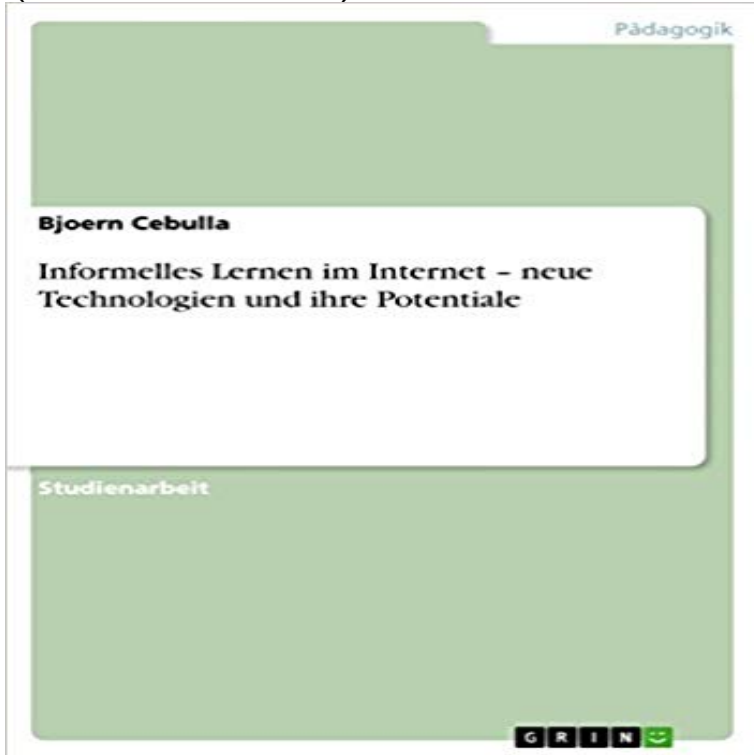 Pädagogik
Bjoern Cebulla
Informelles Lernen im Internet – neue
Technologien und ihre Potentiale
Studienarbeit
GRIN